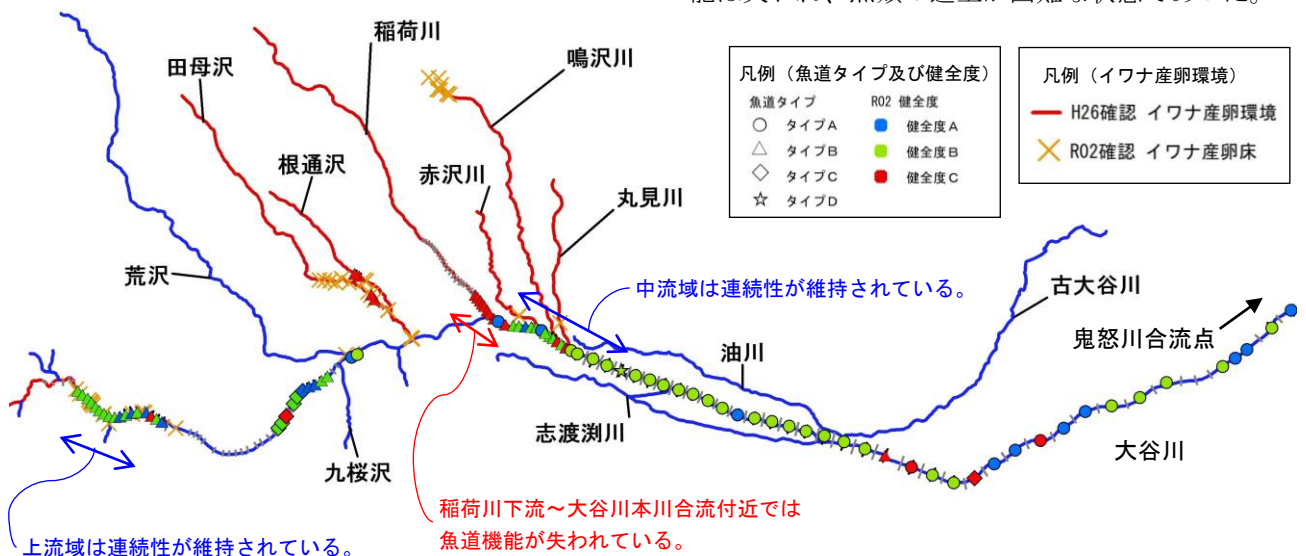 稲荷川
鳴沢川
田母沢
根通沢
赤沢川
丸見川
荒沢
凡例(魚道タイプ及び健全度)
魚道タイプ R02 健全度
タイプA 健全度A
タイプB 健全度B
タイプC 健全度C
タイプD
凡例(イワナ産卵環境)
H26確認 イワナ産卵環境
R02確認 イワナ産卵床
中流域は連続性が維持されている。
古大谷川
鬼怒川合流点
油川
志渡渕川
大谷川
九桜沢
稲荷川下流~大谷川本川合流付近では
魚道機能が失われている。
上流域は連続性が維持されている。